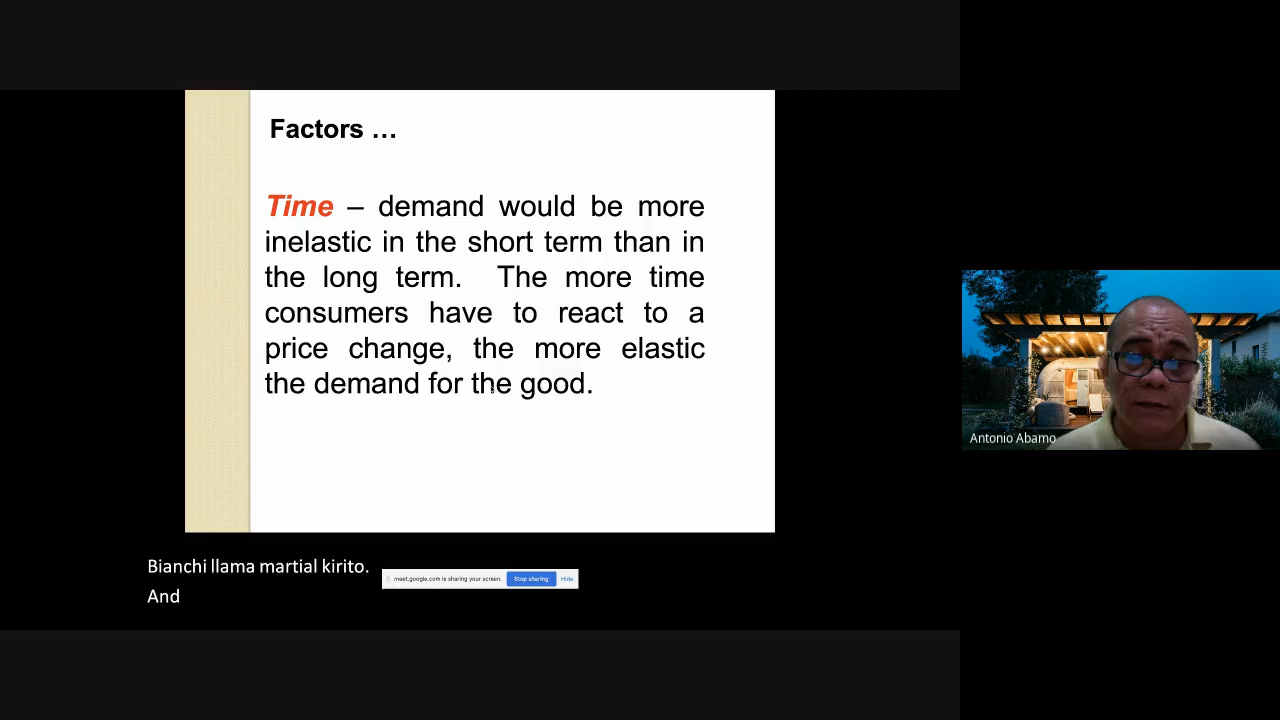 Factors …
Time – demand would be more
inelastic in the short term than in
the long term. The more time
consumers have to react to a
price change, the more elastic
the demand for the good.
Antonio Abamo
Bianchi llama martial kirito.
And
meet.google.com is sharing your screen. Stop sharing Hide